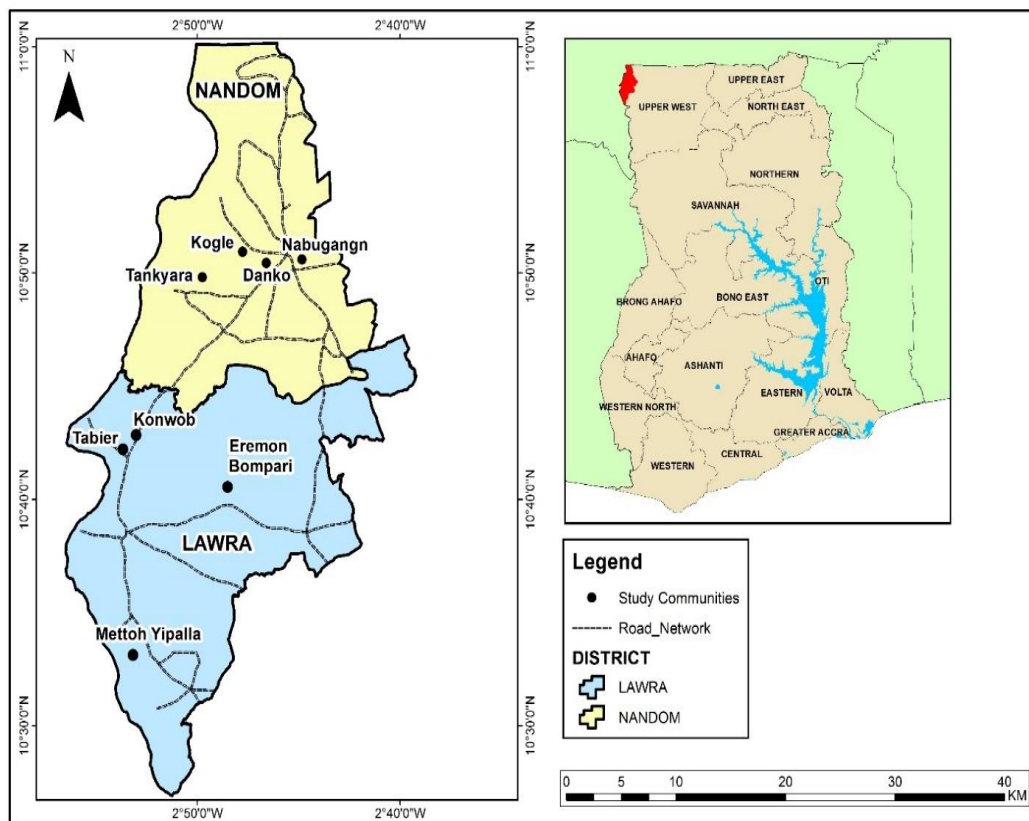 2°50'0"W
2°40'0"W
11°0'0"N
11°0'0"N
N
NANDOM
Kogle
Nabugangn
Tankyara
Danko
10°50'0"N
10°50'0"N
Konwob
Tabier
Eremon
Bompari
10°40'0"N
10°40'0"N
LAWRA
Mettoh Yipalla
10°30'0"N
10°30'0"N
2°50'0"W
2°40'0"W
UPPER EAST
UPPER WEST
NORTH EAST
NORTHERN
SAVANNAH
OTI
BRONG AHAFO
BONO EAST
AHAFO
ASHANTI
EASTERN
VOLTA
WESTERN NORTH
GREATER ACCRA
CENTRAL
WESTERN
Legend
Study Communities
Road_Network
DISTRICT
LAWRA
NANDOM
0 5 10 20 30 40
KM